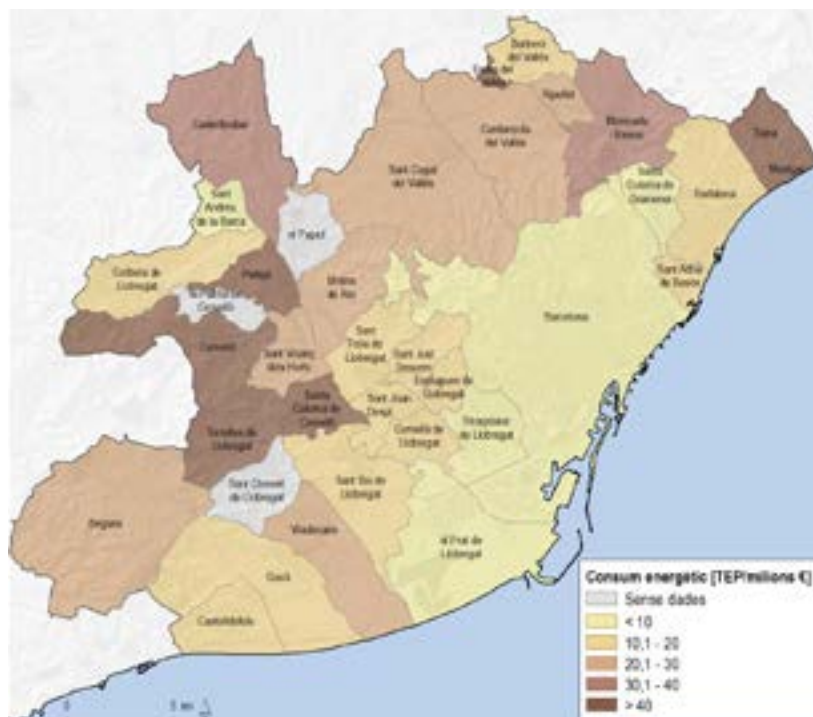 Barberà
del Vallès
Ripollet
Castellbisbal
Cerdanyola
del Vallès
Montcada
i Reixac
Tiana
Montgat
Sant Cugat
del Vallès
Santa
Coloma de
Gramenet
Badalona
Sant
Andreu
de la Barca
el Papiol
Sant Adrià
de Besòs
Corbera de
Llobregat
Pallejà
Molins
de Rei
Barcelona
Cervelló
Sant Vicenç
dels Horts
Sant
Feliu de
Llobregat
Sant Just
Desvern
Esplugues de
Llobregat
Santa
Coloma de
Cervelló
Sant Joan
Despí
Cornellà de
Llobregat
l'Hospitalet
de Llobregat
Torrelles de
Llobregat
Sant Climent
de Llobregat
Sant Boi de
Llobregat
Begues
Viladecans
el Prat de
Llobregat
Gavà
Castelldefels
Consum energètic [TEP/milions €]
Sense dades
< 10
10,1 - 20
20,1 - 30
30,1 - 40
> 40
0 5 km